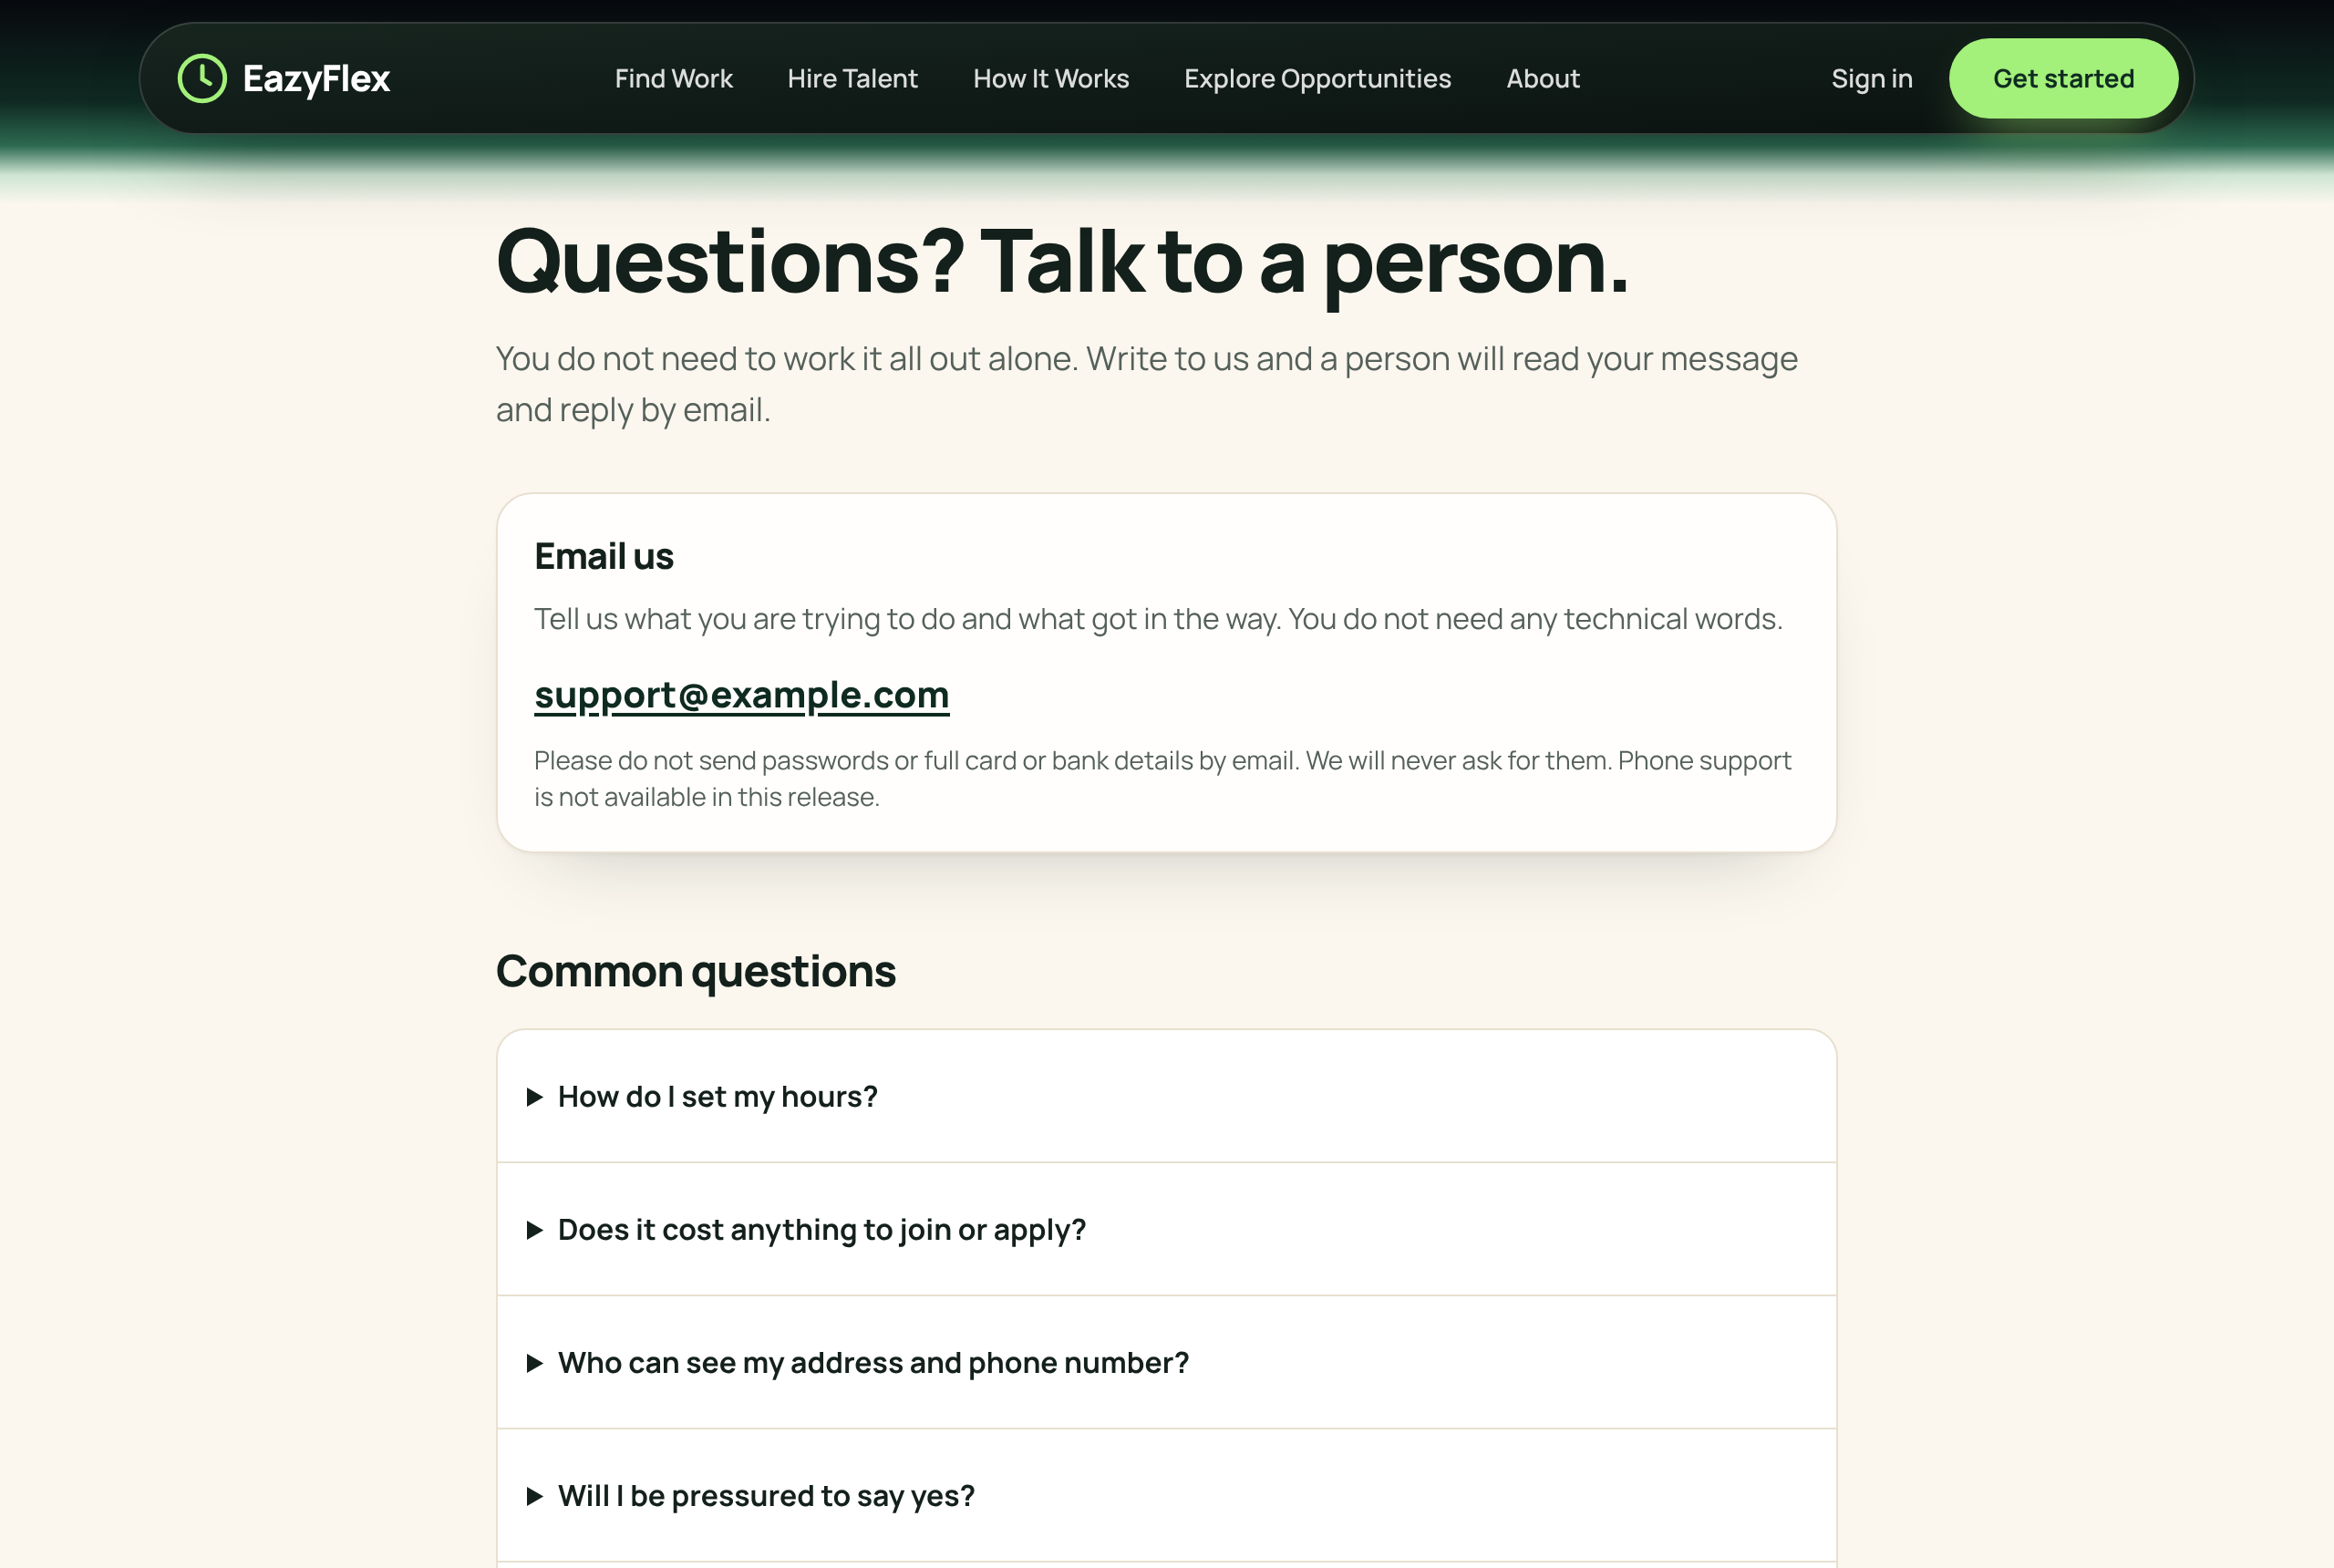 EazyFlex
Find Work
Hire Talent
How It Works
Explore Opportunities
About
Sign in
Get started
Questions? Talk to a person.
You do not need to work it all out alone. Write to us and a person will read your message
and reply by email.
Email us
Tell us what you are trying to do and what got in the way. You do not need any technical words.
support@example.com
Please do not send passwords or full card or bank details by email. We will never ask for them. Phone support
is not available in this release.
Common questions
How do I set my hours?
Does it cost anything to join or apply?
Who can see my address and phone number?
Will I be pressured to say yes?